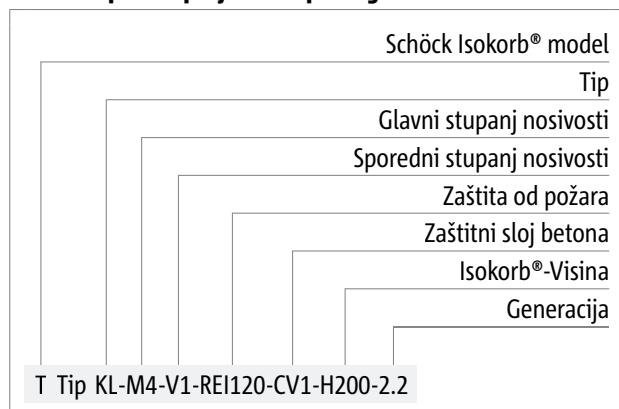 Schöck Isokorb® model
Tip
Glavni stupanj nosivosti
Sporedni stupanj nosivosti
Zaštita od požara
Zaštitni sloj betona
Isokorb®-Visina
Generacija
T Tip KL-M4-V1-REI120-CV1-H200-2.2